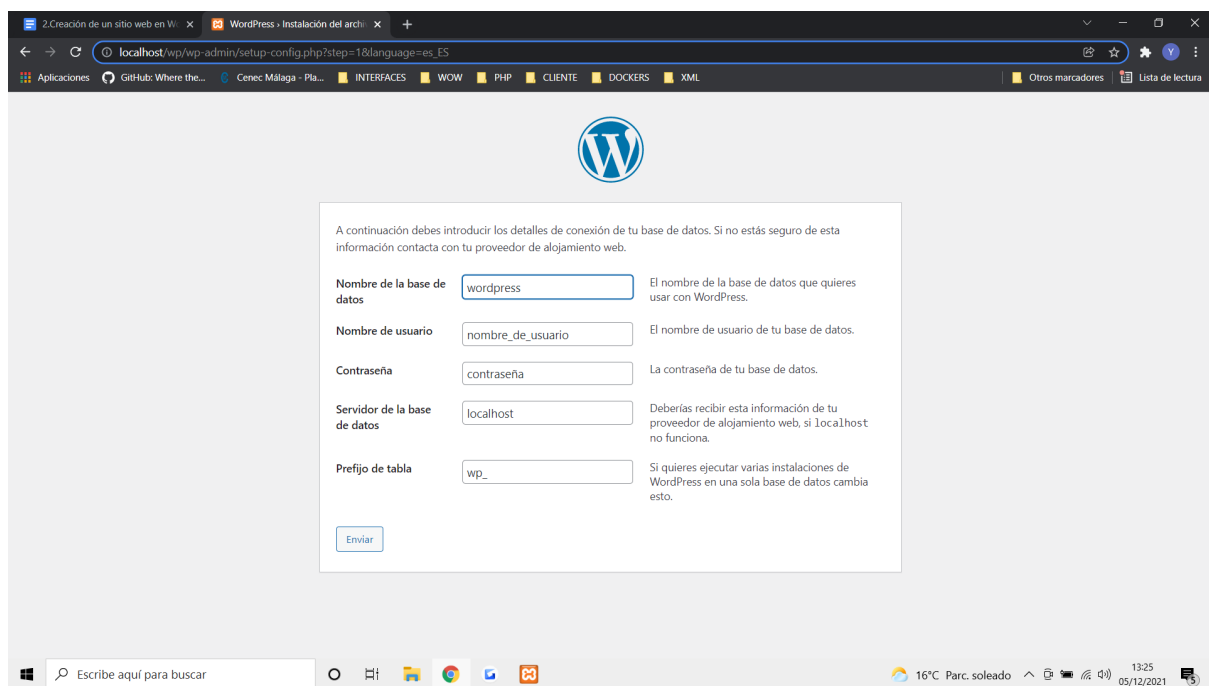 2.Creación de un sitio web en Wo
WordPress › Instalación del archiv
localhost/wp/wp-admin/setup-config.php?step=1&language=es_ES
Y
Aplicaciones
GitHub: Where the...
Cenec Málaga - Pla...
INTERFACES
WOW
PHP
CLIENTE
DOCKERS
XML
Otros marcadores
Lista de lectura
A continuación debes introducir los detalles de conexión de tu base de datos. Si no estás seguro de esta
información contacta con tu proveedor de alojamiento web.
Nombre de la base de
datos
wordpress
El nombre de la base de datos que quieres
usar con WordPress.
Nombre de usuario
nombre_de_usuario
El nombre de usuario de tu base de datos.
Contraseña
contraseña
La contraseña de tu base de datos.
Servidor de la base
de datos
localhost
Deberías recibir esta información de tu
proveedor de alojamiento web, si localhost
no funciona.
Prefijo de tabla
wp_
Si quieres ejecutar varias instalaciones de
WordPress en una sola base de datos cambia
esto.
Enviar
Escribe aquí para buscar
16°C Parc. soleado
13:25
05/12/2021
5